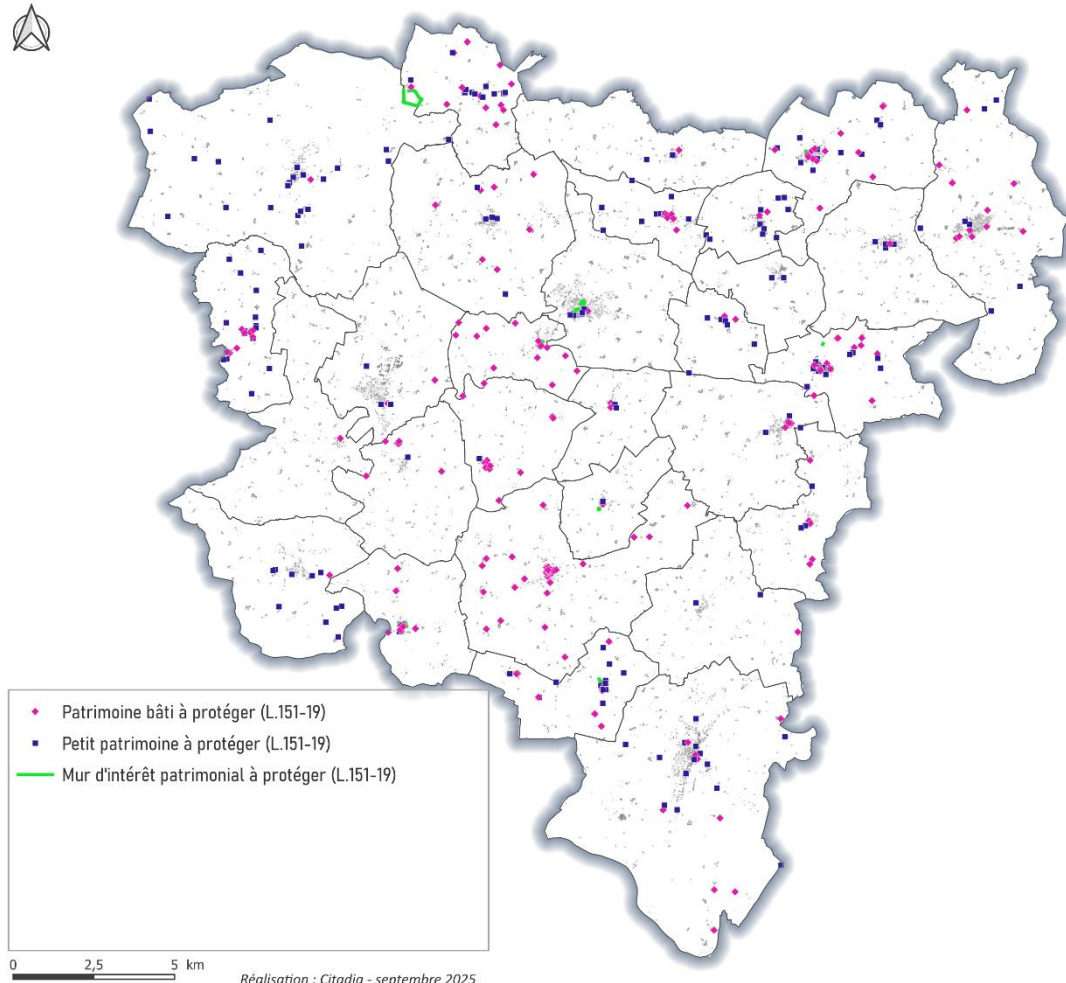 Patrimoine bâti à protéger (L.151-19)
Petit patrimoine à protéger (L.151-19)
Mur d'intérêt patrimonial à protéger (L.151-19)
0 2,5 5 km
Réalisation : Citadia - septembre 2025